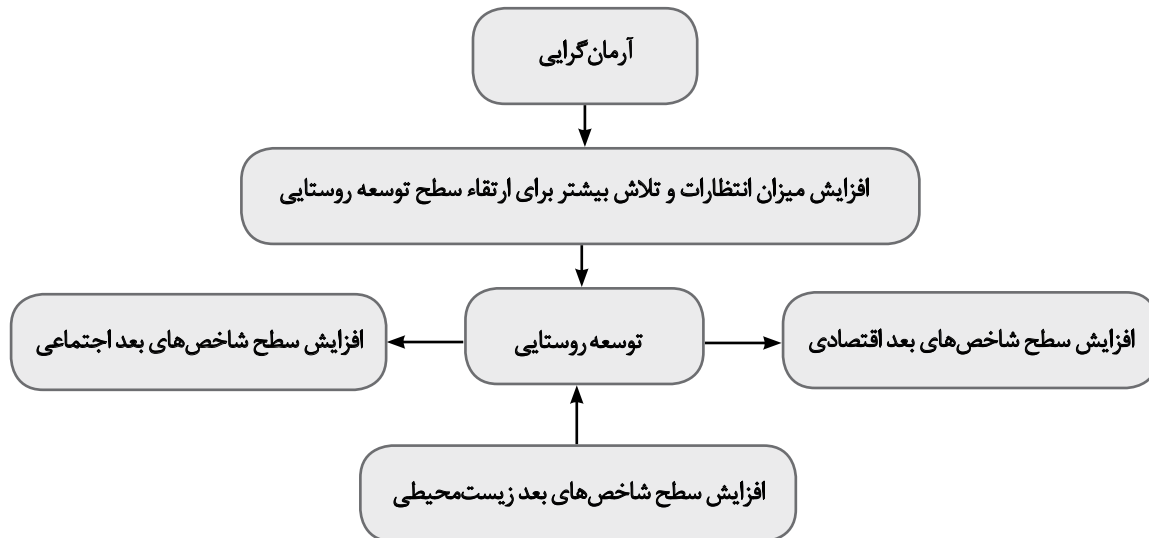 آرمان‌گرایی
افزایش میزان انتظارات و تلاش بیشتر برای ارتقاء سطح توسعه روستایی
افزایش سطح شاخص‌های بعد اقتصادی
توسعه روستایی
افزایش سطح شاخص‌های بعد اجتماعی
افزایش سطح شاخص‌های بعد زیست‌محیطی